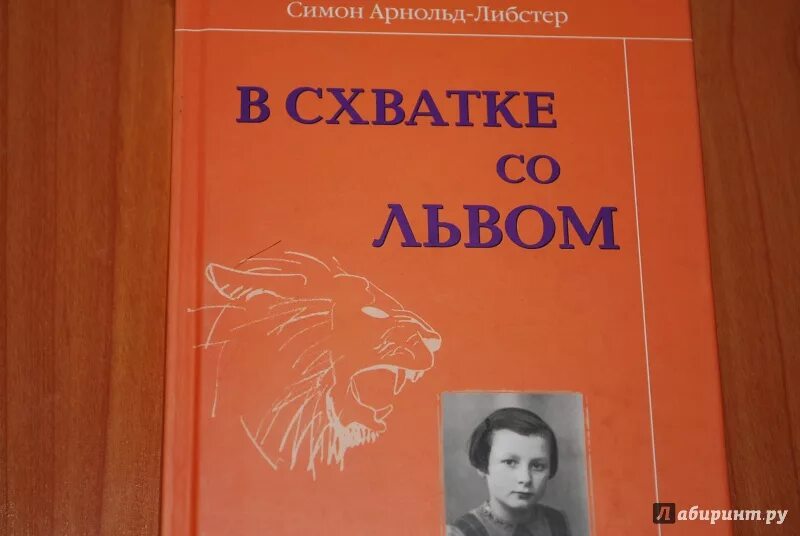 Симон Арнольд-Либстер
В СХВАТКЕ
СО
ЛЬВОМ
Лабиринт.ру